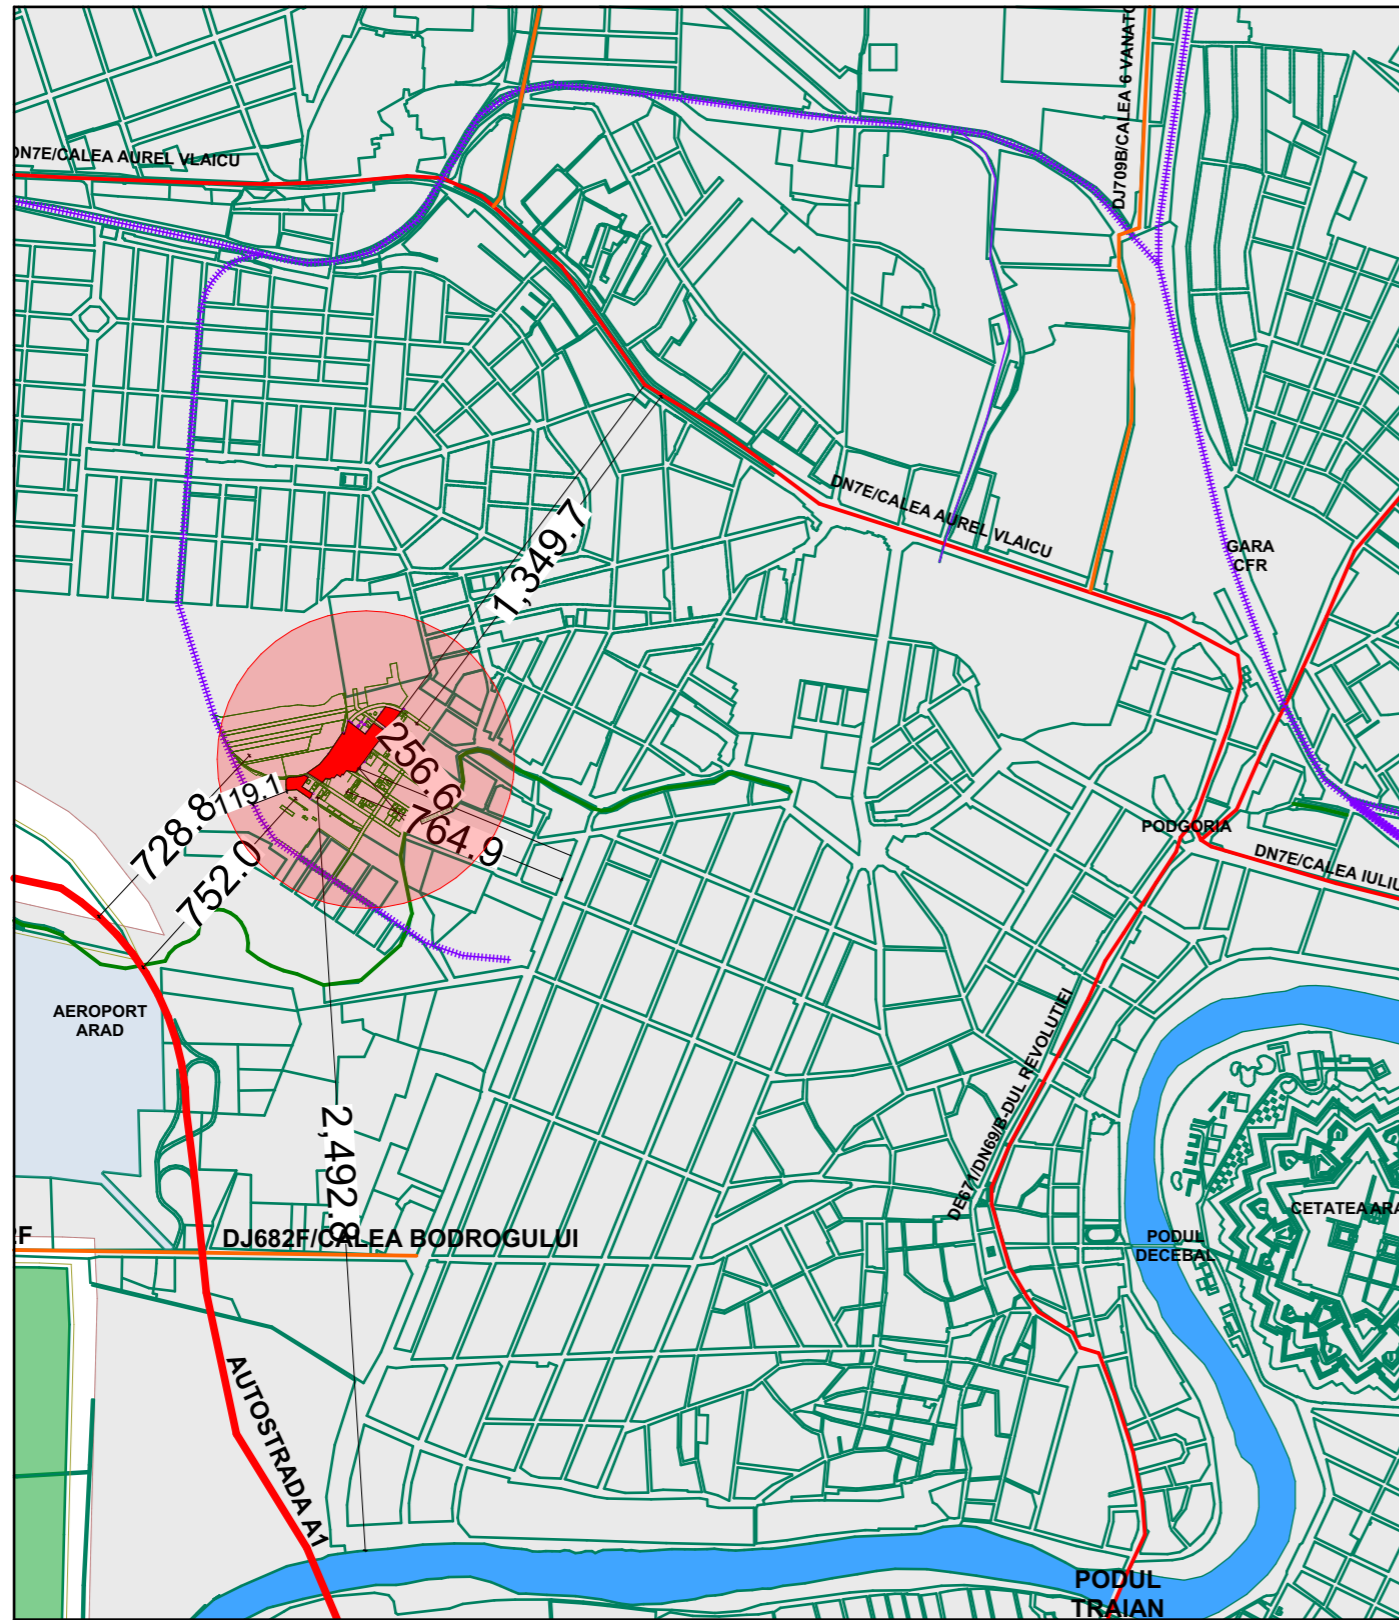 DJ709B/CALEA 6 VANATO
DN7E/CALEA AUREL VLAICU
1,349.7
DN7E/CALEA AUREL VLAICU
GARA
CFR
256.6
119.1
728.8
764.9
752.0
PODGORIA
DN7E/CALEA IULIU
AEROPORT
ARAD
DE671/DN69/B-DUL REVOLUTIEI
2,492.8
CETATEA ARA
PODUL
DECEBAL
DJ682F/CALEA BODROGULUI
F
AUTOSTRADA A1
PODUL
TRAIAN